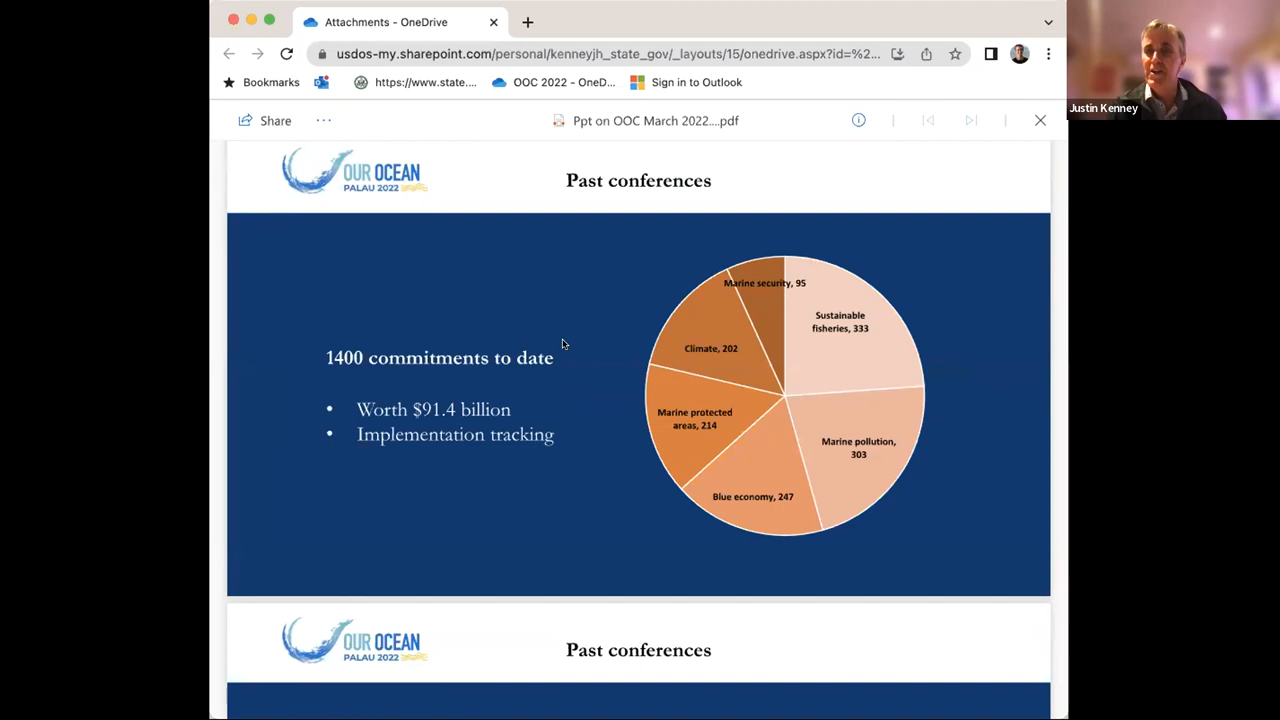 Attachments - OneDrive
usdos-my.sharepoint.com/personal/kenneyjh_state_gov/_layouts/15/onedrive.aspx?id=%2...
Bookmarks
https://www.state....
OOC 2022 - OneD...
Sign in to Outlook
Share
Ppt on OOC March 2022....pdf
Justin Kenney
OUR OCEAN
PALAU 2022
Past conferences
1400 commitments to date
• Worth $91.4 billion
• Implementation tracking
Marine security, 95
Sustainable
fisheries, 333
Climate, 202
Marine protected
areas, 214
Marine pollution,
303
Blue economy, 247
OUR OCEAN
PALAU 2022
Past conferences